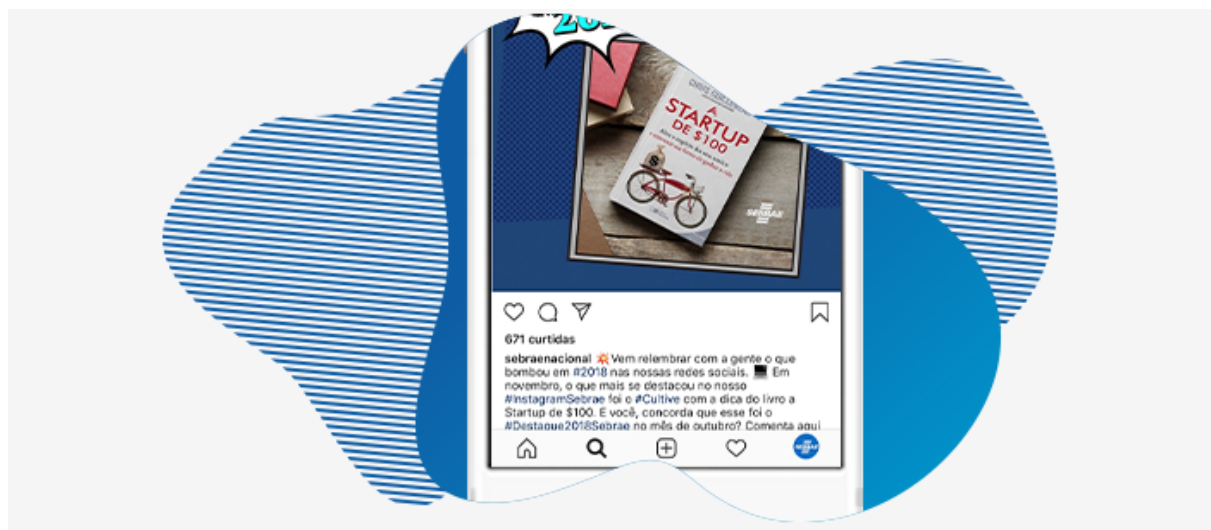 A
STARTUP
DE $100
SEBRAE
671 curtidas
sebraenacional 💥Vem relembrar com a gente o que
bombou em #2018 nas nossas redes sociais. Em
novembro, o que mais se destacou no nosso
#InstagramSebrae foi o #Cultive com a dica do livro a
Startup de $100. E você, concorda que esse foi o
#Destaque2018Sebrae no mês de outubro? Comenta aqui
SEBRAE